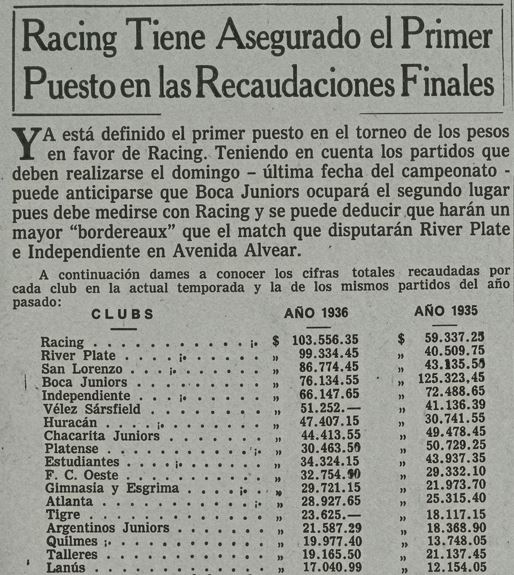 Racing Tiene Asegurado el Primer
Puesto en las Recaudaciones Finales
YA está definido el primer puesto en el torneo de los pesos
en favor de Racing. Teniendo en cuenta los partidos que
deben realizarse el domingo - última fecha del campeonato -
puede anticiparse que Boca Juniors ocupará el segundo lugar
pues debe medirse con Racing y se puede deducir que harán un
mayor "bordereaux" que el match que disputarán River Plate
e Independiente en Avenida Alvear.
A continuación dames a conocer los cifras totales recaudadas por
cada club en la actual temporada y la de los mismos partidos del año
pasado:
CLUBS AÑO 1936 AÑO 1935
Racing . . . . . . . . . . $ 103.556.35 $ 59.337.25
River Plate . . . . . . . . . „ 99.334.45 „ 40.509.75
San Lorenzo . . . . . . . . . „ 86.774.45 „ 43.135.50
Boca Juniors . . . . . . . . „ 76.134.55 „ 125.323.45
Independiente . . . . . . . . „ 66.147.65 „ 72.488.65
Vélez Sársfield . . . . . . . „ 51.252.— „ 41.136.39
Huracán . . . . . . . . . . „ 47.407.15 „ 30.741.55
Chacarita Juniors . . . . . . „ 44.413.55 „ 49.478.45
Platense . . . . . . . . . . „ 30.463.50 „ 50.729.25
Estudiantes . . . . . . . . . „ 34.324.15 „ 43.937.35
F. C. Oeste . . . . . . . . . „ 32.754.90 „ 29.332.10
Gimnasia y Esgrima . . . . . . „ 29.721.15 „ 21.973.70
Atlanta . . . . . . . . . . „ 28.927.65 „ 25.315.40
Tigre . . . . . . . . . . . „ 23.625.— „ 18.117.15
Argentinos Juniors . . . . . . „ 21.587.29 „ 18.368.90
Quilmes . . . . . . . . . . „ 19.977.40 „ 13.748.05
Talleres . . . . . . . . . . „ 19.165.50 „ 21.137.45
Lanús . . . . . . . . . . . „ 17.040.99 „ 12.154.05